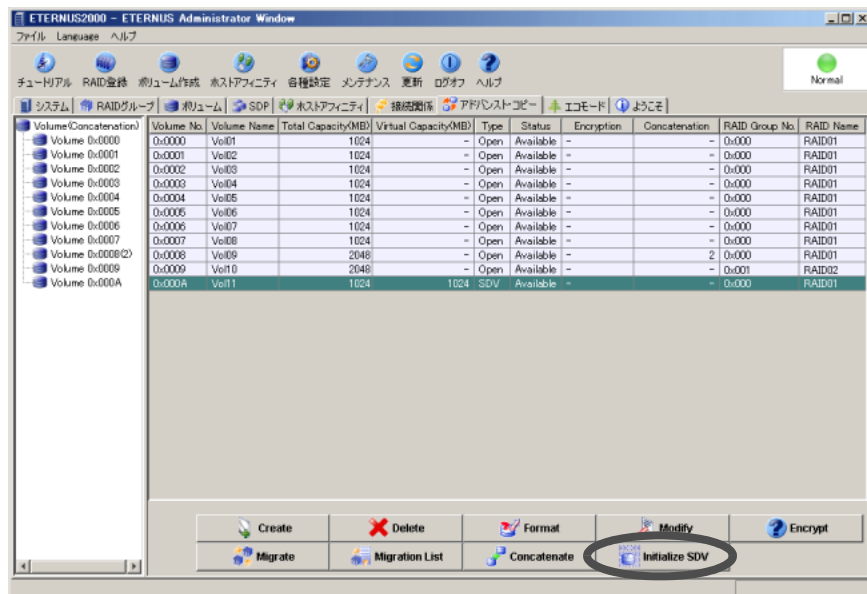 ETERNUS2000 - ETERNUS Administrator Window
ファイル Language ヘルプ
チュートリアル RAID登録 ボリューム作成 ホストアフィニティ 各種設定 メンテナンス 更新 ログオフ ヘルプ
Normal
システム RAIDグループ ボリューム SDP ホストアフィニティ 接続関係 アドバンスト・コピー エコモード ようこそ
Volume(Concatenation)
Volume 0x0000
Volume 0x0001
Volume 0x0002
Volume 0x0003
Volume 0x0004
Volume 0x0005
Volume 0x0006
Volume 0x0007
Volume 0x0008(2)
Volume 0x0009
Volume 0x000A
Volume No. Volume Name Total Capacity(MB) Virtual Capacity(MB) Type Status Encryption Concatenation RAID Group No. RAID Name
0x0000 Vol01 1024 - Open Available - - 0x000 RAID01
0x0001 Vol02 1024 - Open Available - - 0x000 RAID01
0x0002 Vol03 1024 - Open Available - - 0x000 RAID01
0x0003 Vol04 1024 - Open Available - - 0x000 RAID01
0x0004 Vol05 1024 - Open Available - - 0x000 RAID01
0x0005 Vol06 1024 - Open Available - - 0x000 RAID01
0x0006 Vol07 1024 - Open Available - - 0x000 RAID01
0x0007 Vol08 1024 - Open Available - - 0x000 RAID01
0x0008 Vol09 2048 - Open Available - 2 0x000 RAID01
0x0009 Vol10 2048 - Open Available - - 0x001 RAID02
0x000A Vol11 1024 1024 SDV Available - - 0x000 RAID01
Create Delete Format Modify Encrypt
Migrate Migration List Concatenate Initialize SDV